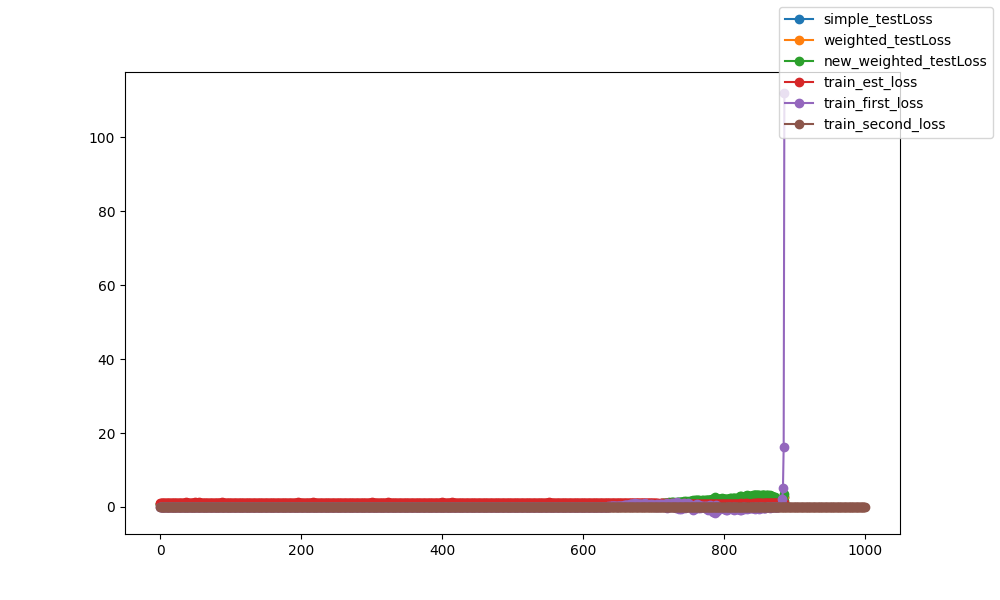 simple_testLoss
weighted_testLoss
new_weighted_testLoss
train_est_loss
train_first_loss
train_second_loss
100
80
60
40
20
0
0 200 400 600 800 1000